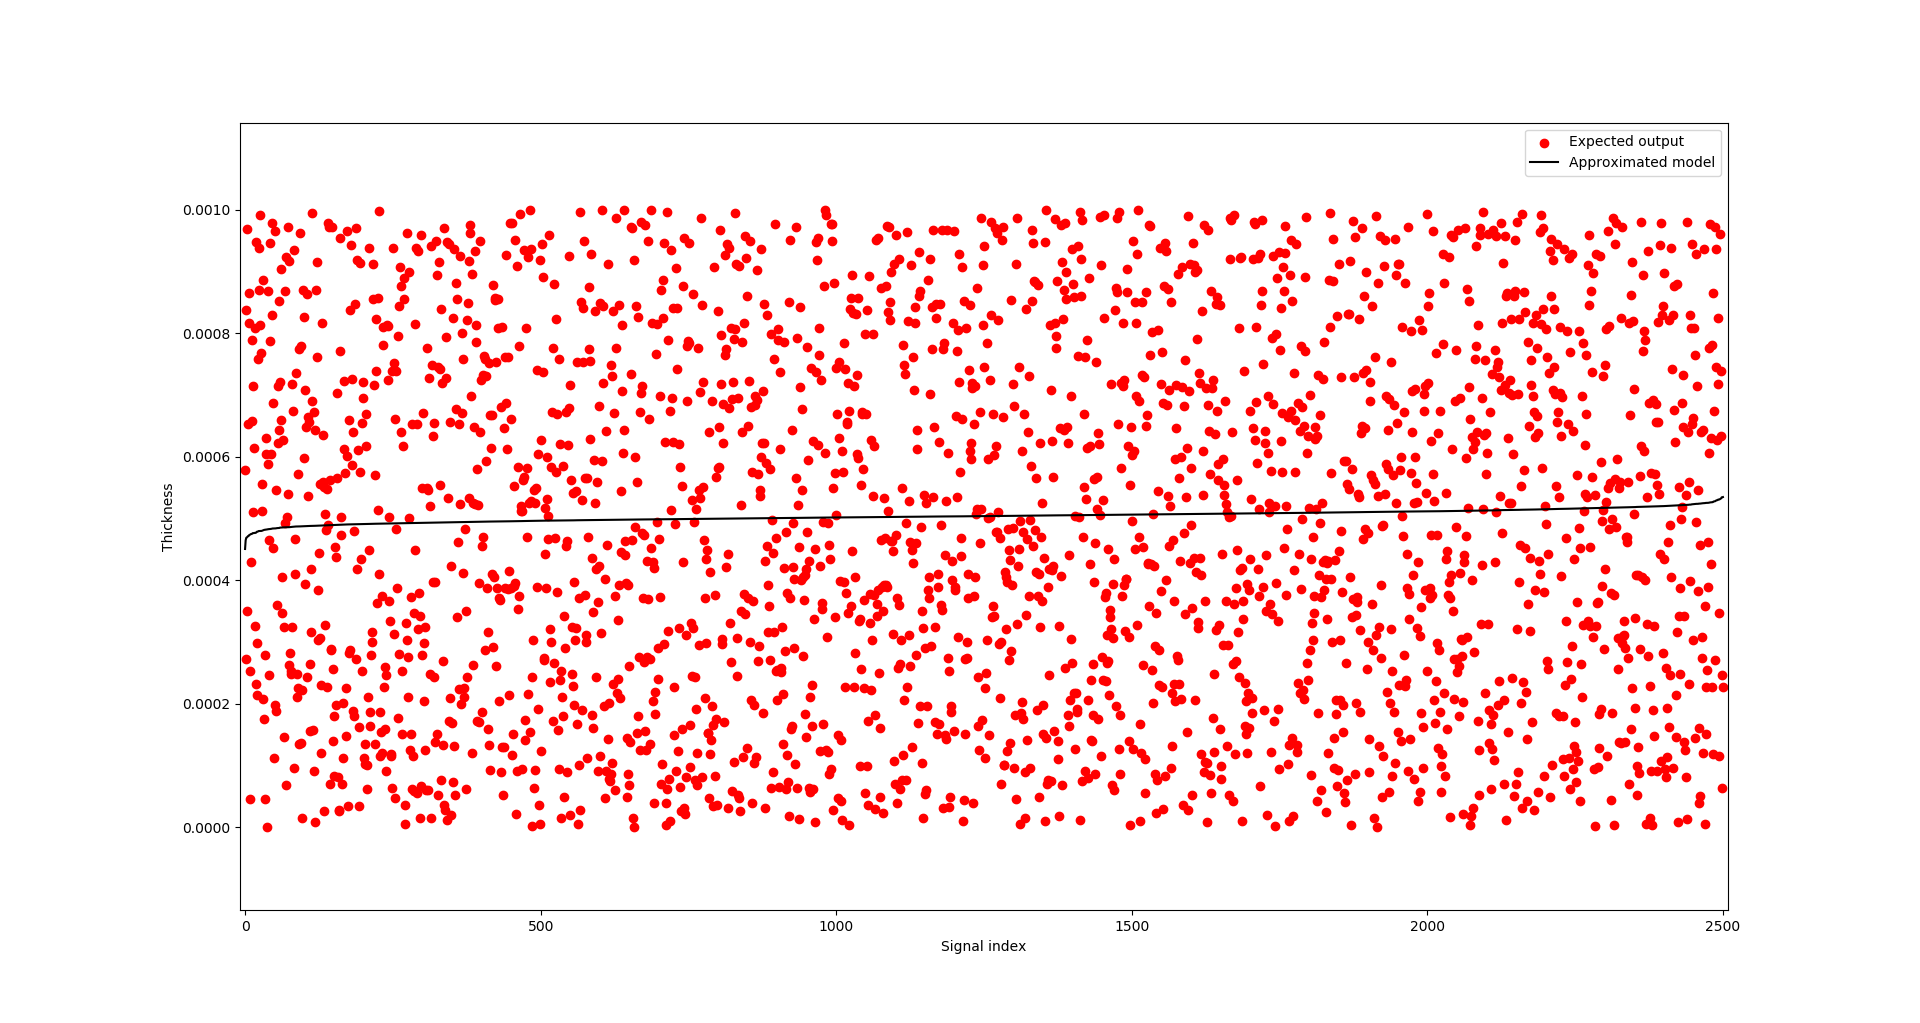 Expected output
Approximated model
0.0010
0.0008
0.0006
0.0004
0.0002
0.0000
Thickness
0 500 1000 1500 2000 2500
Signal index